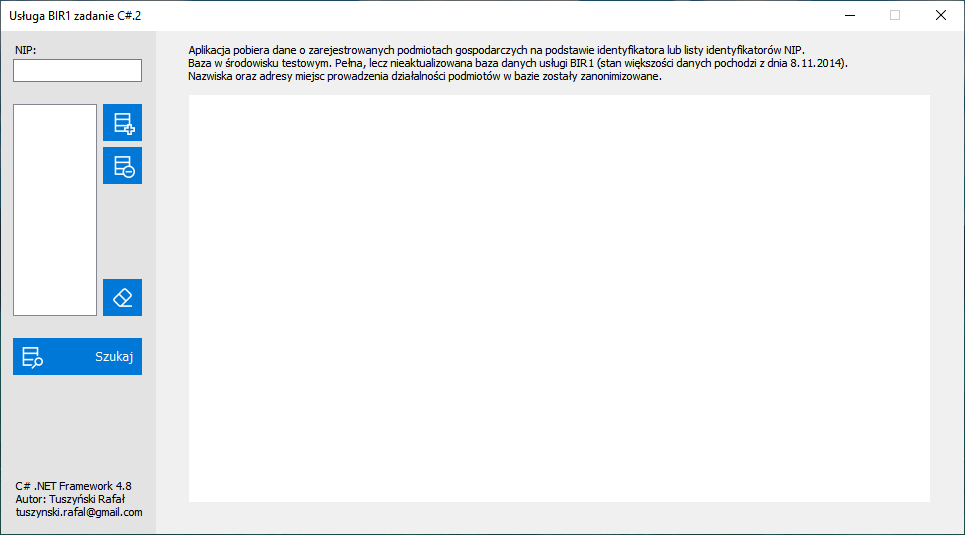 Usługa BIR1 zadanie C#.2
NIP:
Aplikacja pobiera dane o zarejestrowanych podmiotach gospodarczych na podstawie identyfikatora lub listy identyfikatorów NIP.
Baza w środowisku testowym. Pełna, lecz nieaktualizowana baza danych usługi BIR1 (stan większości danych pochodzi z dnia 8.11.2014).
Nazwiska oraz adresy miejsc prowadzenia działalności podmiotów w bazie zostały zanonimizowane.
Szukaj
C# .NET Framework 4.8
Autor: Tuszyński Rafał
tuszynski.rafal@gmail.com